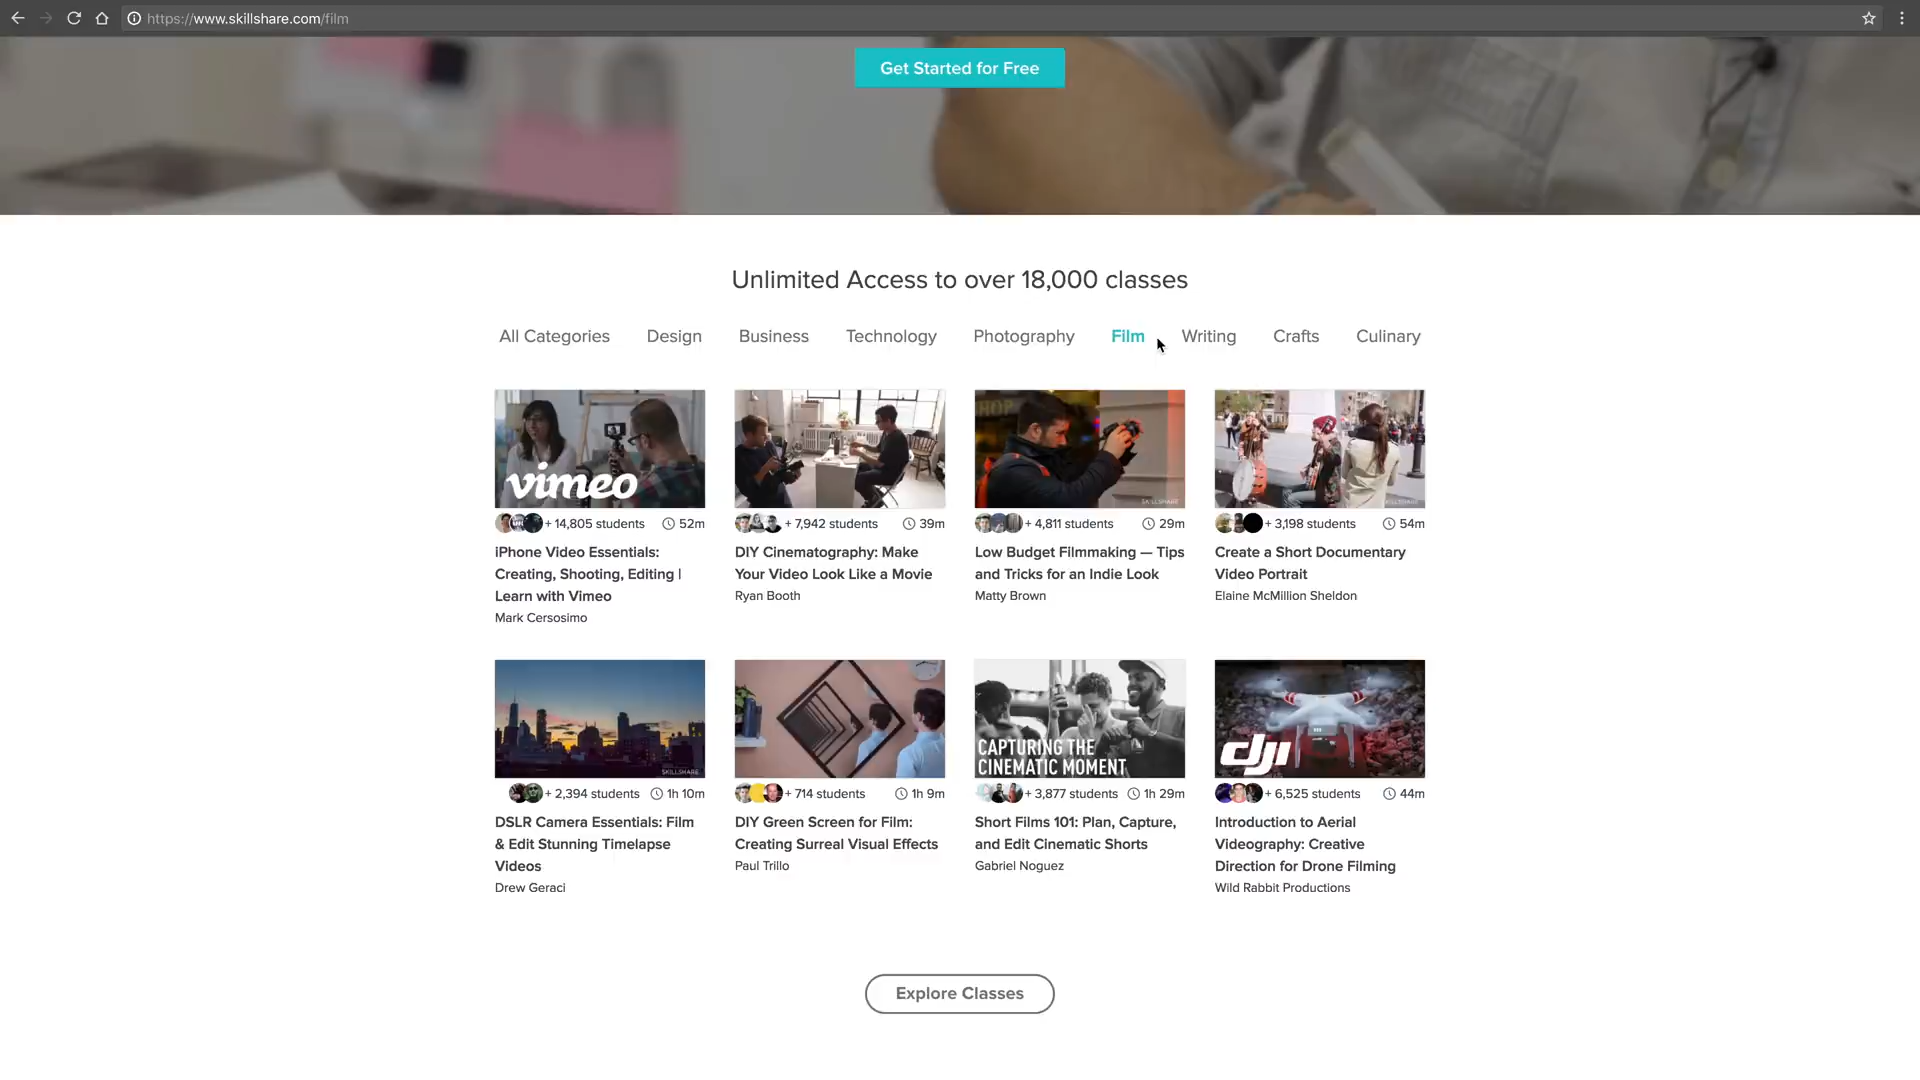 https://www.skillshare.com/film
Get Started for Free
Unlimited Access to over 18,000 classes
All Categories Design Business Technology Photography Film Writing Crafts Culinary
vimeo
SKILLSHARE
SKILLSHARE
+ 14,805 students 52m
+ 7,942 students 39m
+ 4,811 students 29m
+ 3,198 students 54m
iPhone Video Essentials:
Creating, Shooting, Editing |
Learn with Vimeo
Mark Cersosimo
DIY Cinematography: Make
Your Video Look Like a Movie
Ryan Booth
Low Budget Filmmaking — Tips
and Tricks for an Indie Look
Matty Brown
Create a Short Documentary
Video Portrait
Elaine McMillion Sheldon
SKILLSHARE
CAPTURING THE
CINEMATIC MOMENT
dji
+ 2,394 students 1h 10m
+ 714 students 1h 9m
+ 3,877 students 1h 29m
+ 6,525 students 44m
DSLR Camera Essentials: Film
& Edit Stunning Timelapse
Videos
Drew Geraci
DIY Green Screen for Film:
Creating Surreal Visual Effects
Paul Trillo
Short Films 101: Plan, Capture,
and Edit Cinematic Shorts
Gabriel Noguez
Introduction to Aerial
Videography: Creative
Direction for Drone Filming
Wild Rabbit Productions
Explore Classes